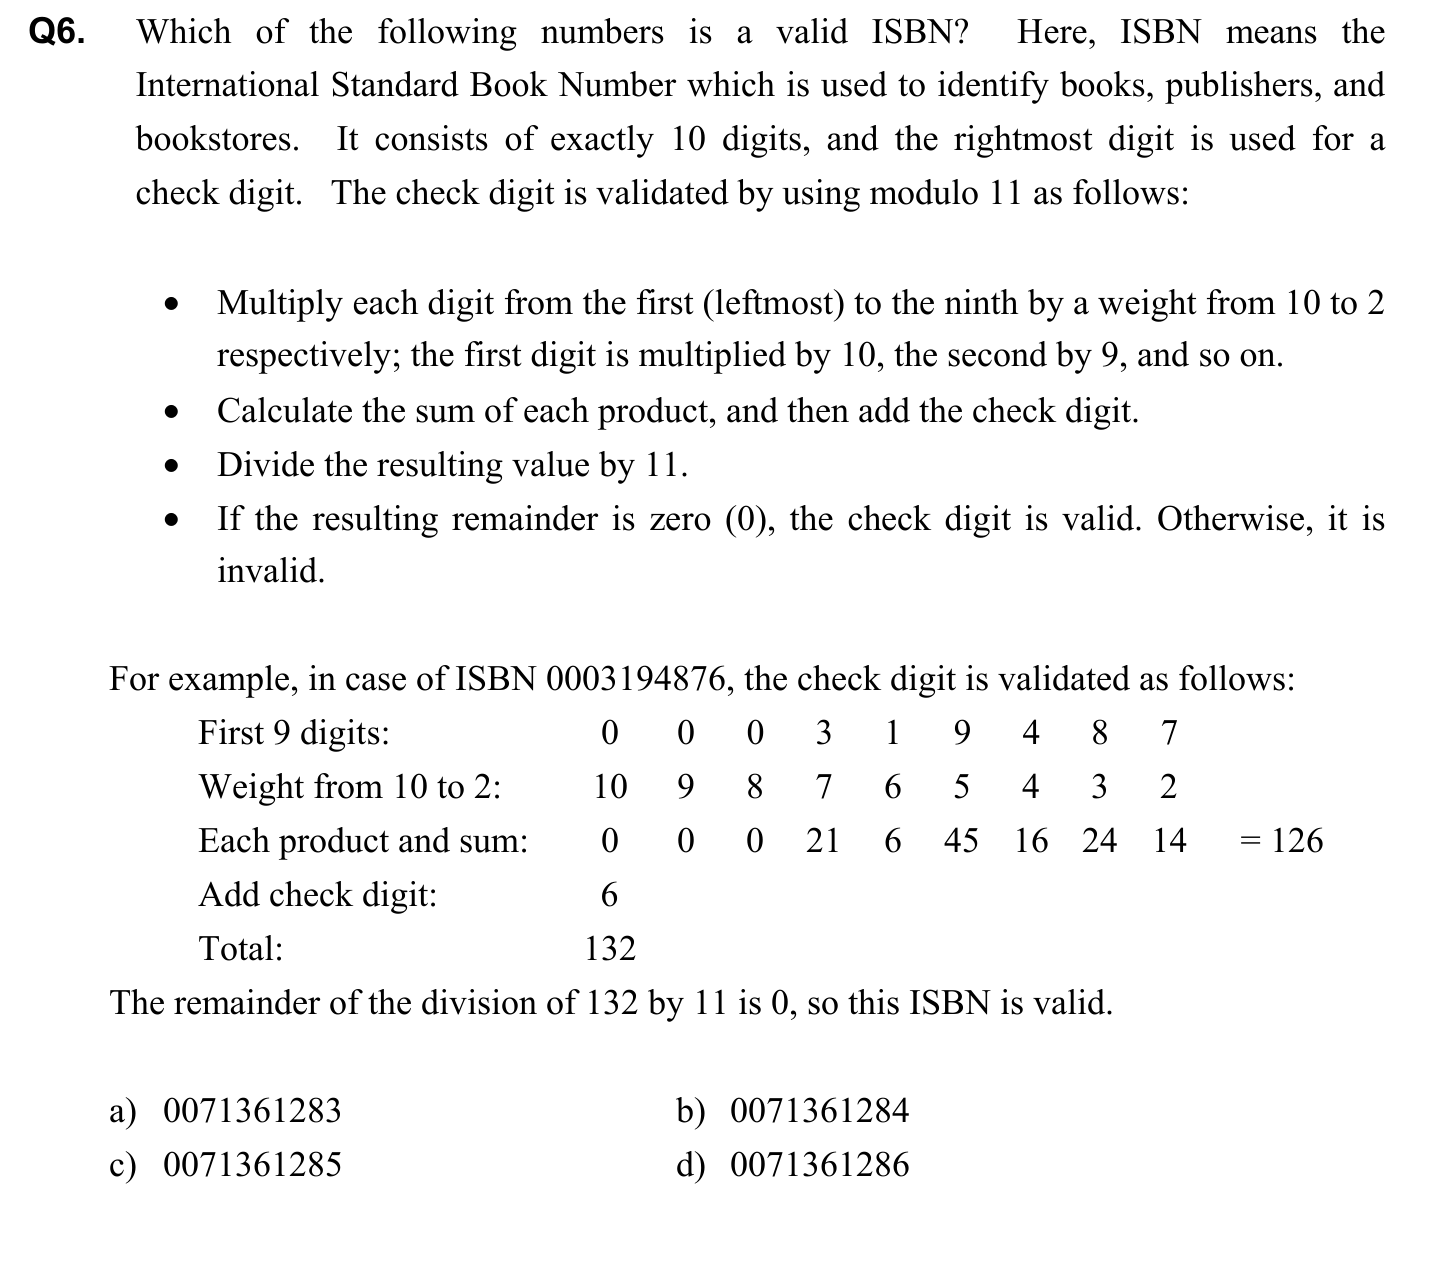 Q6. Which of the following numbers is a valid ISBN? Here, ISBN means the
International Standard Book Number which is used to identify books, publishers, and
bookstores. It consists of exactly 10 digits, and the rightmost digit is used for a
check digit. The check digit is validated by using modulo 11 as follows:
• Multiply each digit from the first (leftmost) to the ninth by a weight from 10 to 2
respectively; the first digit is multiplied by 10, the second by 9, and so on.
• Calculate the sum of each product, and then add the check digit.
• Divide the resulting value by 11.
• If the resulting remainder is zero (0), the check digit is valid. Otherwise, it is
invalid.
For example, in case of ISBN 0003194876, the check digit is validated as follows:
First 9 digits: 0 0 0 3 1 9 4 8 7
Weight from 10 to 2: 10 9 8 7 6 5 4 3 2
Each product and sum: 0 0 0 21 6 45 16 24 14 = 126
Add check digit: 6
Total: 132
The remainder of the division of 132 by 11 is 0, so this ISBN is valid.
a) 0071361283 b) 0071361284
c) 0071361285 d) 0071361286